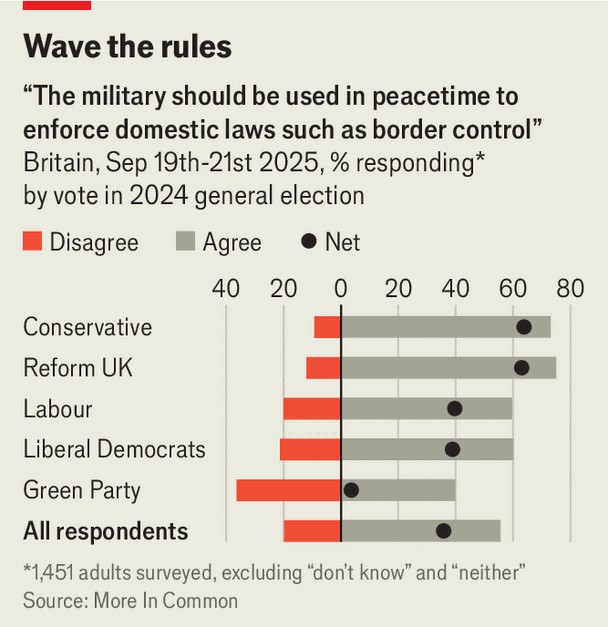 Wave the rules
“The military should be used in peacetime to
enforce domestic laws such as border control”
Britain, Sep 19th-21st 2025, % responding*
by vote in 2024 general election
Disagree Agree Net
40 20 0 20 40 60 80
Conservative
Reform UK
Labour
Liberal Democrats
Green Party
All respondents
*1,451 adults surveyed, excluding “don’t know” and “neither”
Source: More In Common